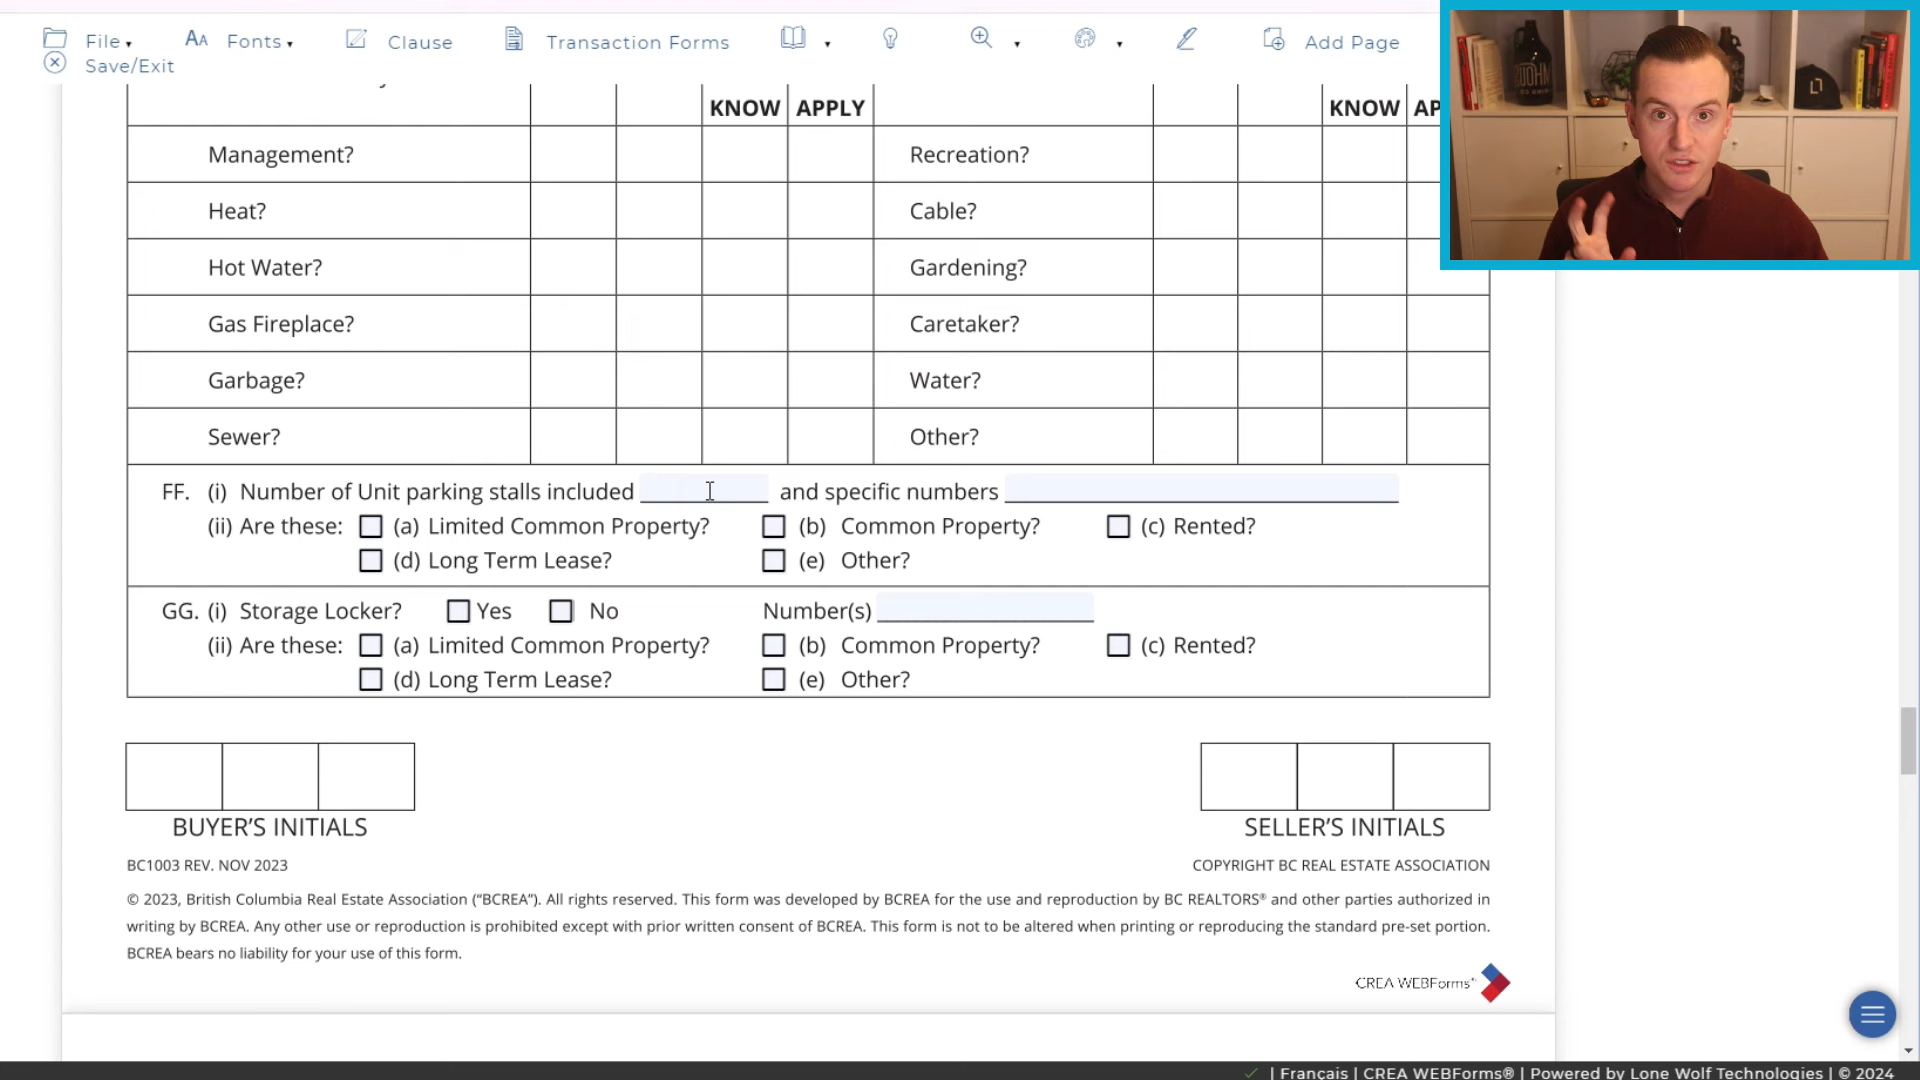 File
Fonts
Clause
Transaction Forms
Add Page
Save/Exit
KNOW APPLY KNOW AP
Management? Recreation?
Heat? Cable?
Hot Water? Gardening?
Gas Fireplace? Caretaker?
Garbage? Water?
Sewer? Other?
FF. (i) Number of Unit parking stalls included and specific numbers
(ii) Are these: (a) Limited Common Property? (b) Common Property? (c) Rented?
(d) Long Term Lease? (e) Other?
GG. (i) Storage Locker? Yes No Number(s)
(ii) Are these: (a) Limited Common Property? (b) Common Property? (c) Rented?
(d) Long Term Lease? (e) Other?
BUYER'S INITIALS SELLER'S INITIALS
BC1003 REV. NOV 2023 COPYRIGHT BC REAL ESTATE ASSOCIATION
© 2023, British Columbia Real Estate Association (“BCREA”). All rights reserved. This form was developed by BCREA for the use and reproduction by BC REALTORS® and other parties authorized in
writing by BCREA. Any other use or reproduction is prohibited except with prior written consent of BCREA. This form is not to be altered when printing or reproducing the standard pre-set portion.
BCREA bears no liability for your use of this form.
CREA WEBForms®
| Français | CREA WEBForms® | Powered by Lone Wolf Technologies | © 2024